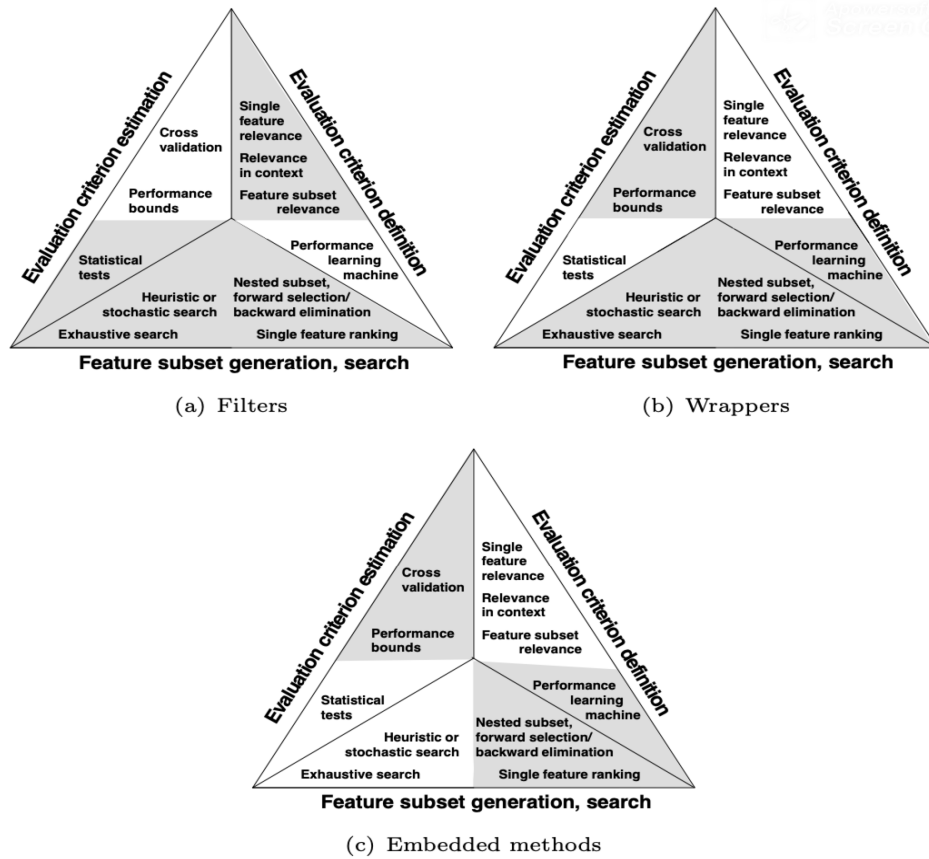 Evaluation criterion estimation
Evaluation criterion definition
Cross
validation
Performance
bounds
Single
feature
relevance
Relevance
in context
Feature subset
relevance
Statistical
tests
Performance
learning
machine
Heuristic or
stochastic search
Nested subset,
forward selection/
backward elimination
Exhaustive search
Single feature ranking
Feature subset generation, search
(a) Filters
Evaluation criterion estimation
Evaluation criterion definition
Cross
validation
Performance
bounds
Single
feature
relevance
Relevance
in context
Feature subset
relevance
Statistical
tests
Performance
learning
machine
Heuristic or
stochastic search
Nested subset,
forward selection/
backward elimination
Exhaustive search
Single feature ranking
Feature subset generation, search
(b) Wrappers
Evaluation criterion estimation
Evaluation criterion definition
Cross
validation
Performance
bounds
Single
feature
relevance
Relevance
in context
Feature subset
relevance
Statistical
tests
Performance
learning
machine
Heuristic or
stochastic search
Nested subset,
forward selection/
backward elimination
Exhaustive search
Single feature ranking
Feature subset generation, search
(c) Embedded methods